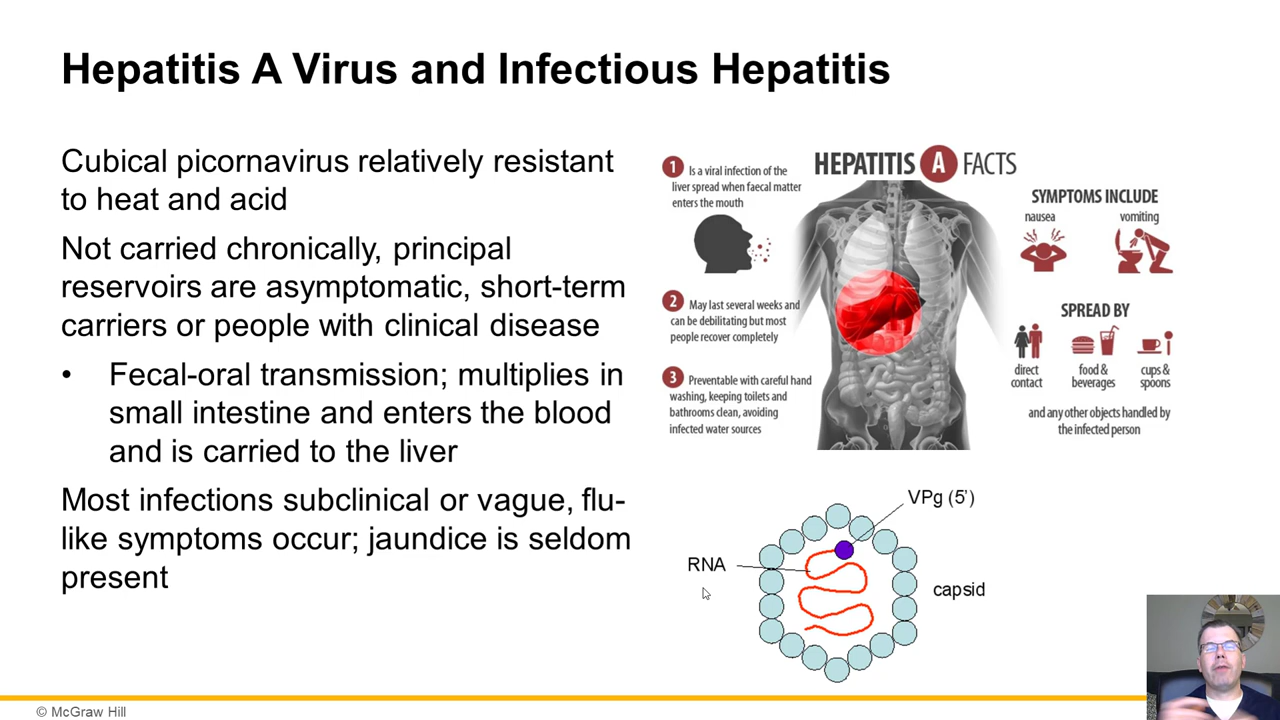 Hepatitis A Virus and Infectious Hepatitis
Cubical picornavirus relatively resistant
to heat and acid
Not carried chronically, principal
reservoirs are asymptomatic, short-term
carriers or people with clinical disease
• Fecal-oral transmission; multiplies in
small intestine and enters the blood
and is carried to the liver
Most infections subclinical or vague, flu-
like symptoms occur; jaundice is seldom
present
HEPATITIS A FACTS
1 Is a viral infection of the
liver spread when faecal matter
enters the mouth
2 May last several weeks and
can be debilitating but most
people recover completely
3 Preventable with careful hand
washing, keeping toilets and
bathrooms clean, avoiding
infected water sources
SYMPTOMS INCLUDE
nausea
vomiting
SPREAD BY
direct
contact
food &
beverages
cups &
spoons
and any other objects handled by
the infected person
VPg (5')
RNA
capsid
© McGraw Hill